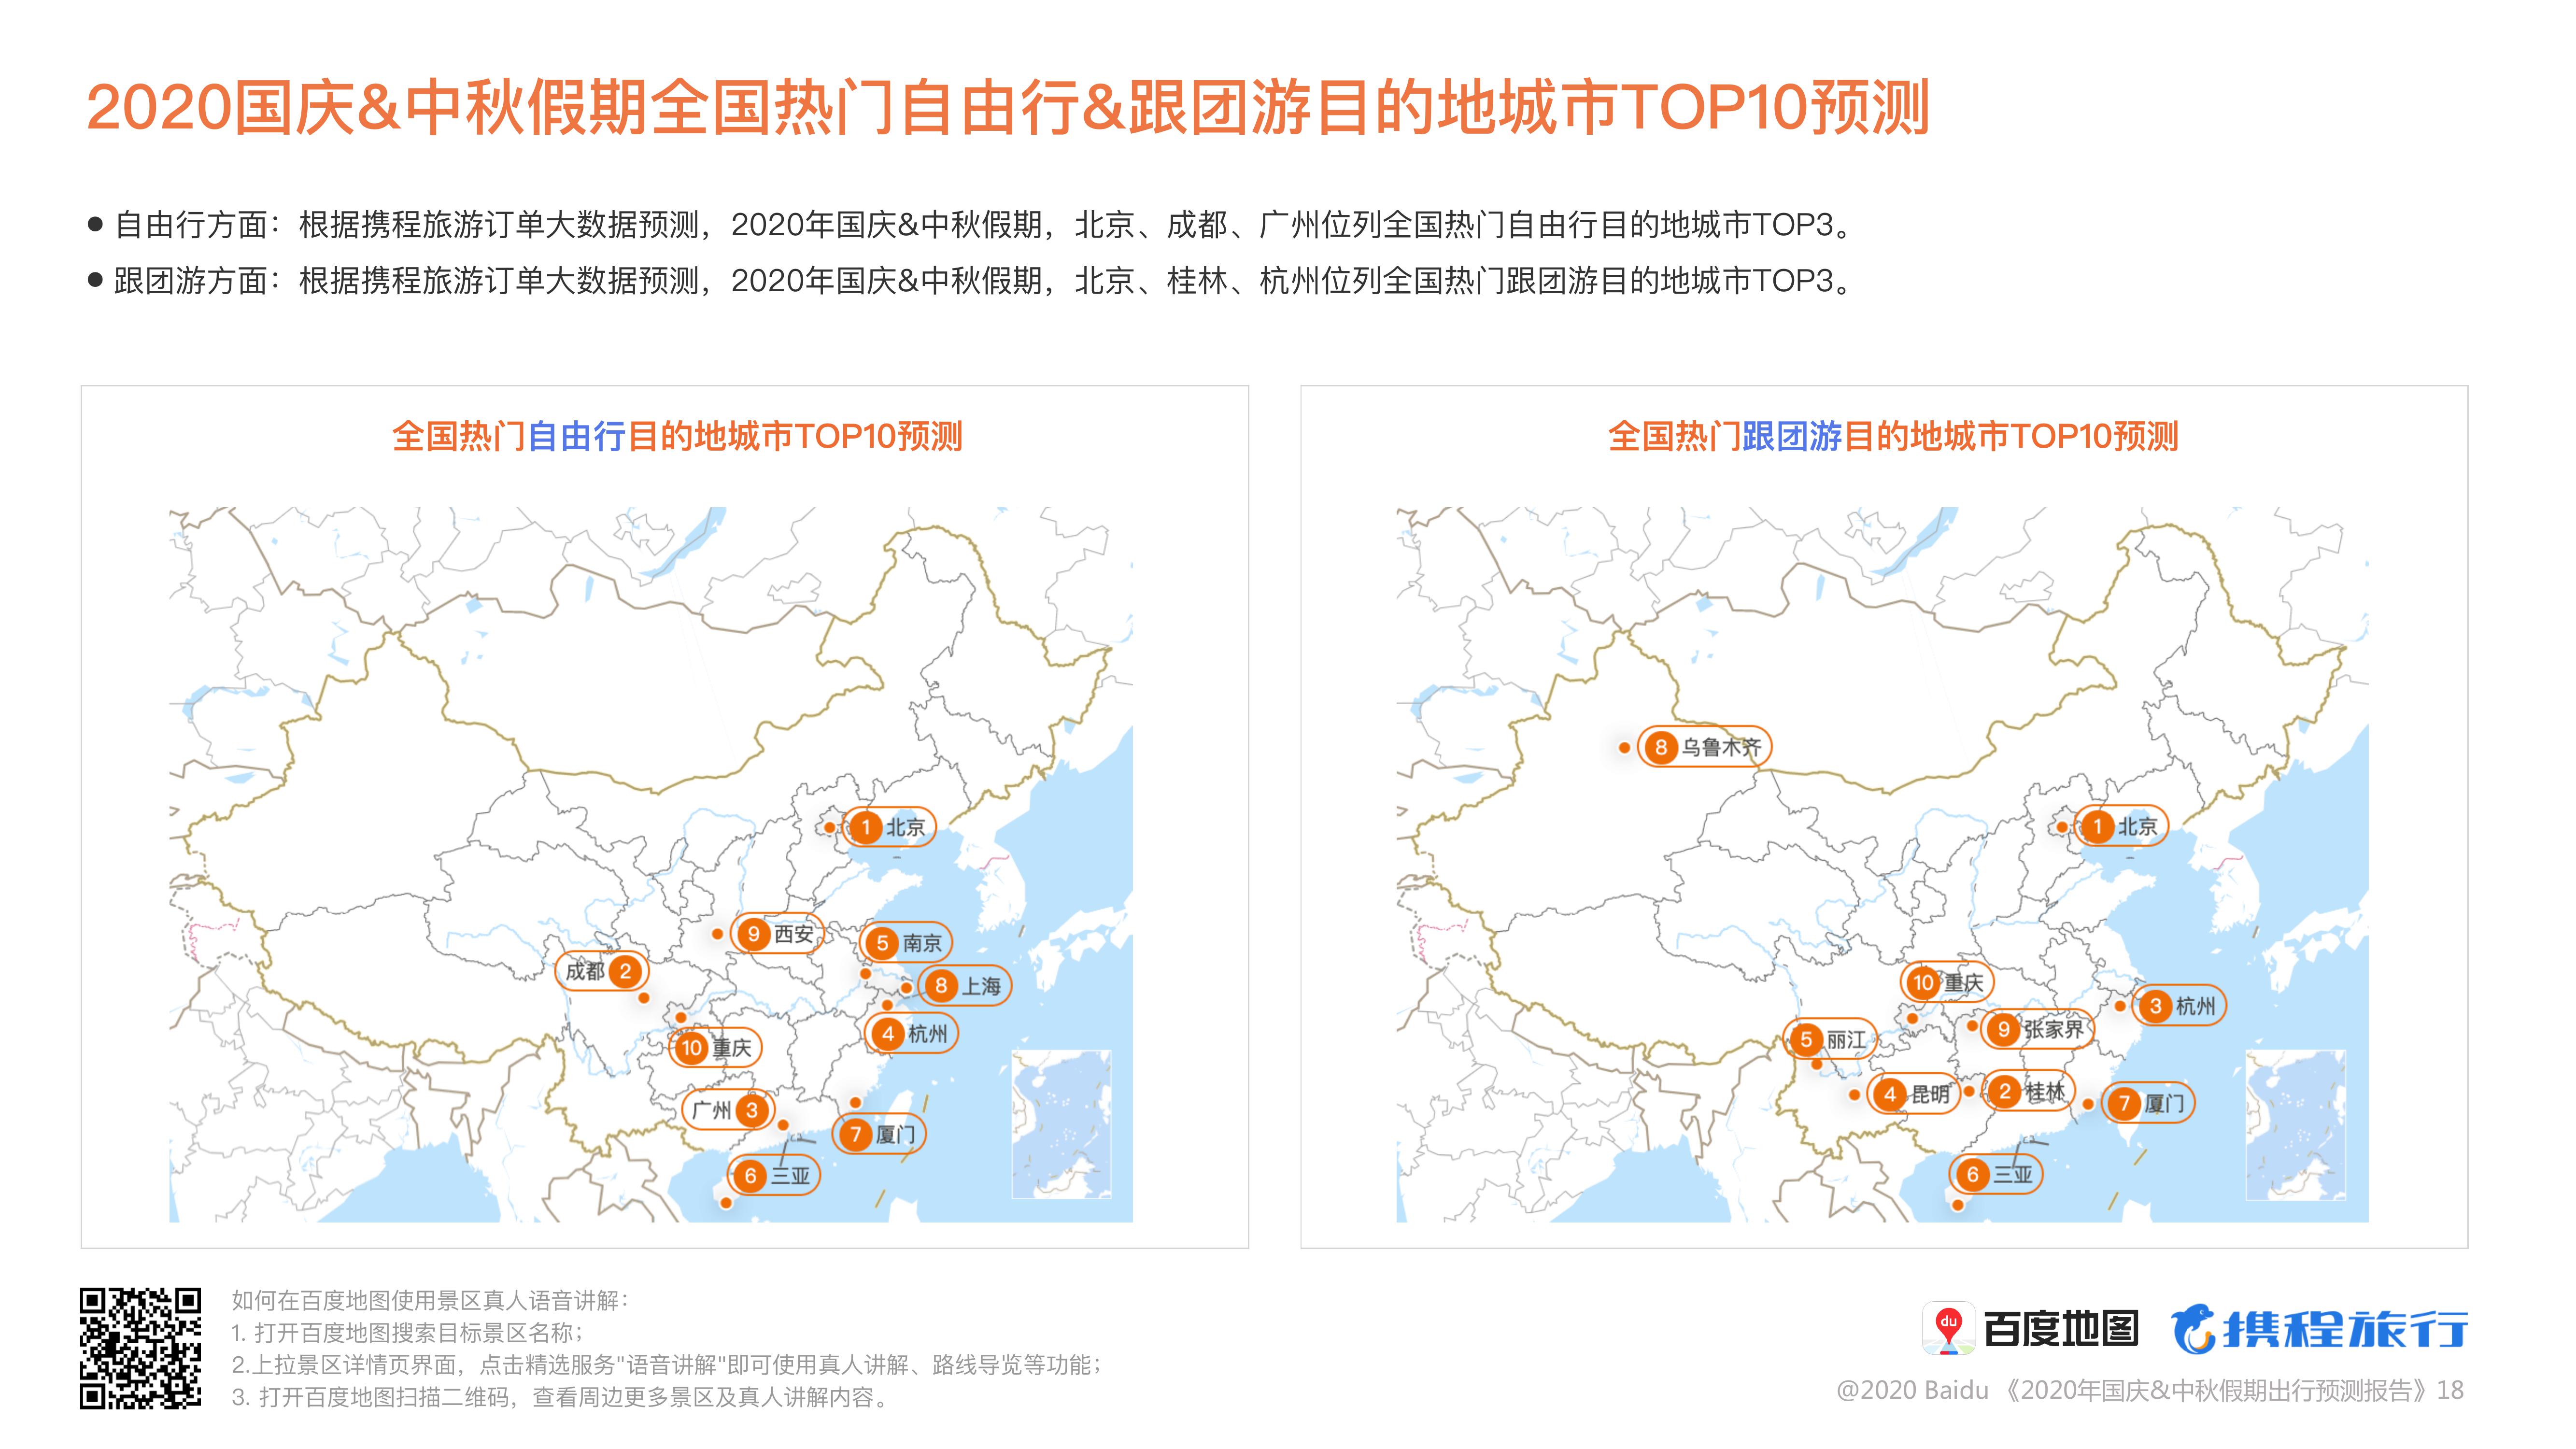 2020国庆&中秋假期全国热门自由行&跟团游目的地城市TOP10预测
● 自由行方面：根据携程旅游订单大数据预测，2020年国庆&中秋假期，北京、成都、广州位列全国热门自由行目的地城市TOP3。
● 跟团游方面：根据携程旅游订单大数据预测，2020年国庆&中秋假期，北京、桂林、杭州位列全国热门跟团游目的地城市TOP3。
全国热门自由行目的地城市TOP10预测
1 北京
9 西安
5 南京
成都 2
8 上海
4 杭州
10 重庆
广州 3
7 厦门
6 三亚
全国热门跟团游目的地城市TOP10预测
8 乌鲁木齐
1 北京
10 重庆
3 杭州
9 张家界
5 丽江
4 昆明
2 桂林
7 厦门
6 三亚
如何在百度地图使用景区真人语音讲解：
1. 打开百度地图搜索目标景区名称；
2.上拉景区详情页界面，点击精选服务"语音讲解"即可使用真人讲解、路线导览等功能；
3. 打开百度地图扫描二维码，查看周边更多景区及真人讲解内容。
du 百度地图 携程旅行
@2020 Baidu 《2020年国庆&中秋假期出行预测报告》18